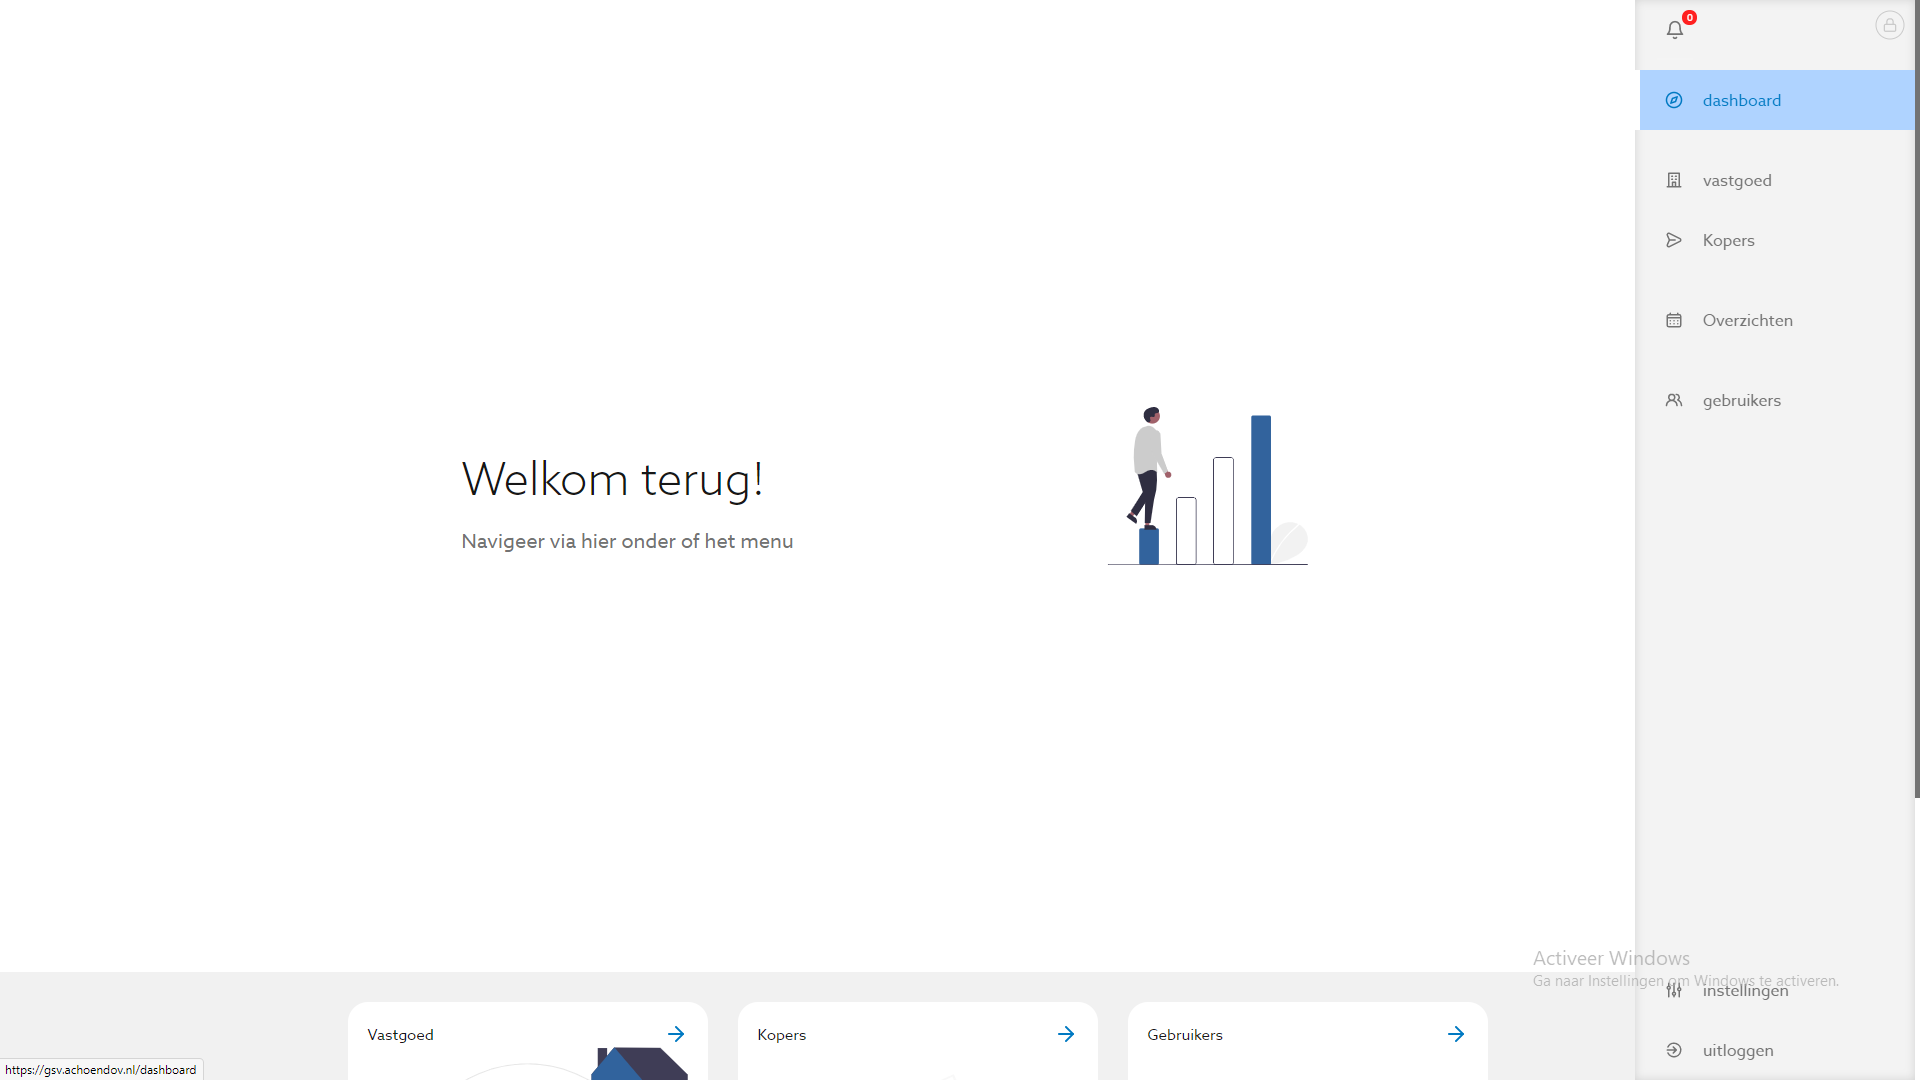 0
dashboard
vastgoed
Kopers
Overzichten
gebruikers
Welkom terug!
Navigeer via hier onder of het menu
Activeer Windows
Ga naar Instellingen om Windows te activeren.
instellingen
uitloggen
Vastgoed
Kopers
Gebruikers
https://gsv.achoendov.nl/dashboard